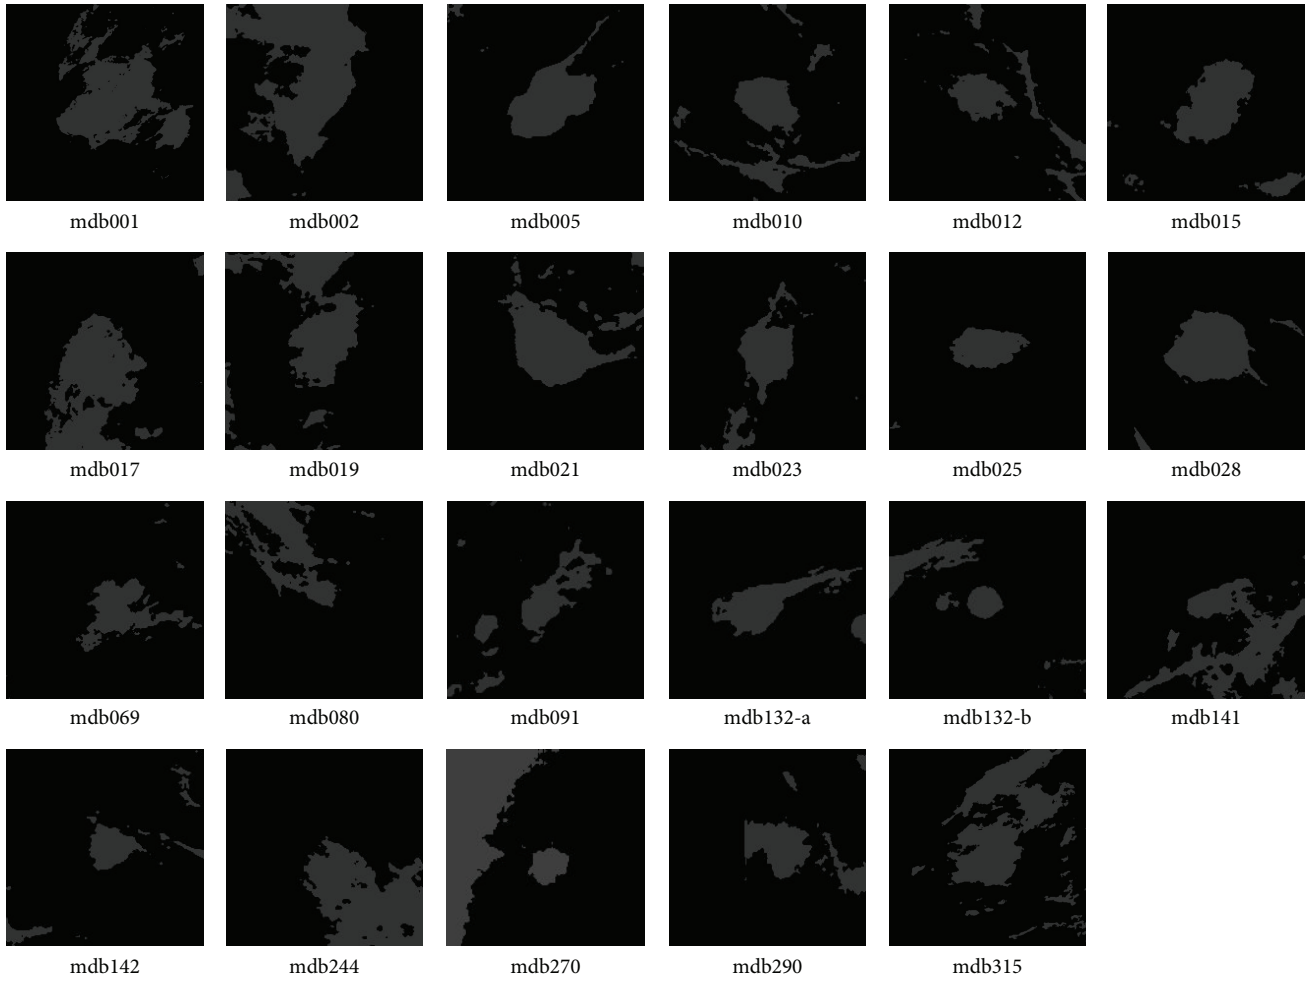 mdb001 mdb002 mdb005 mdb010 mdb012 mdb015
mdb017 mdb019 mdb021 mdb023 mdb025 mdb028
mdb069 mdb080 mdb091 mdb132-a mdb132-b mdb141
mdb142 mdb244 mdb270 mdb290 mdb315